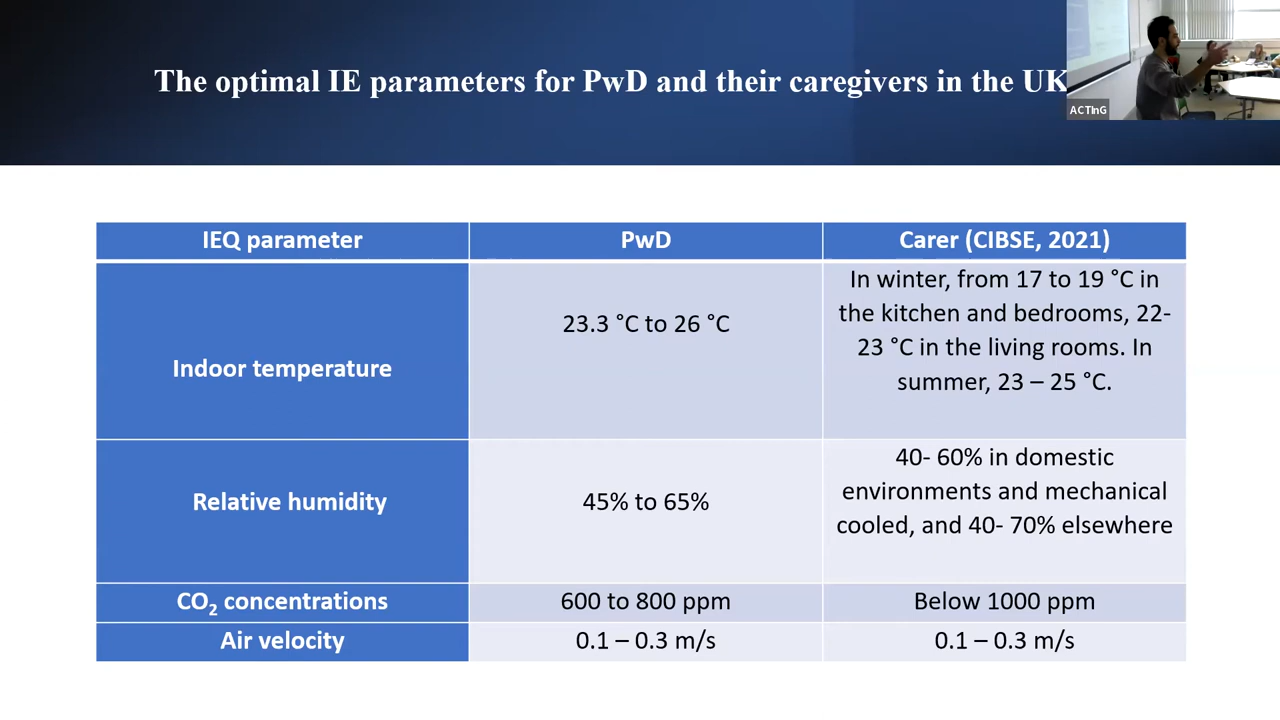 The optimal IE parameters for PwD and their caregivers in the UK
ACTInG
IEQ parameter
PwD
Carer (CIBSE, 2021)
Indoor temperature
23.3 °C to 26 °C
In winter, from 17 to 19 °C in
the kitchen and bedrooms, 22-
23 °C in the living rooms. In
summer, 23 – 25 °C.
Relative humidity
45% to 65%
40- 60% in domestic
environments and mechanical
cooled, and 40- 70% elsewhere
CO₂ concentrations
600 to 800 ppm
Below 1000 ppm
Air velocity
0.1 – 0.3 m/s
0.1 – 0.3 m/s